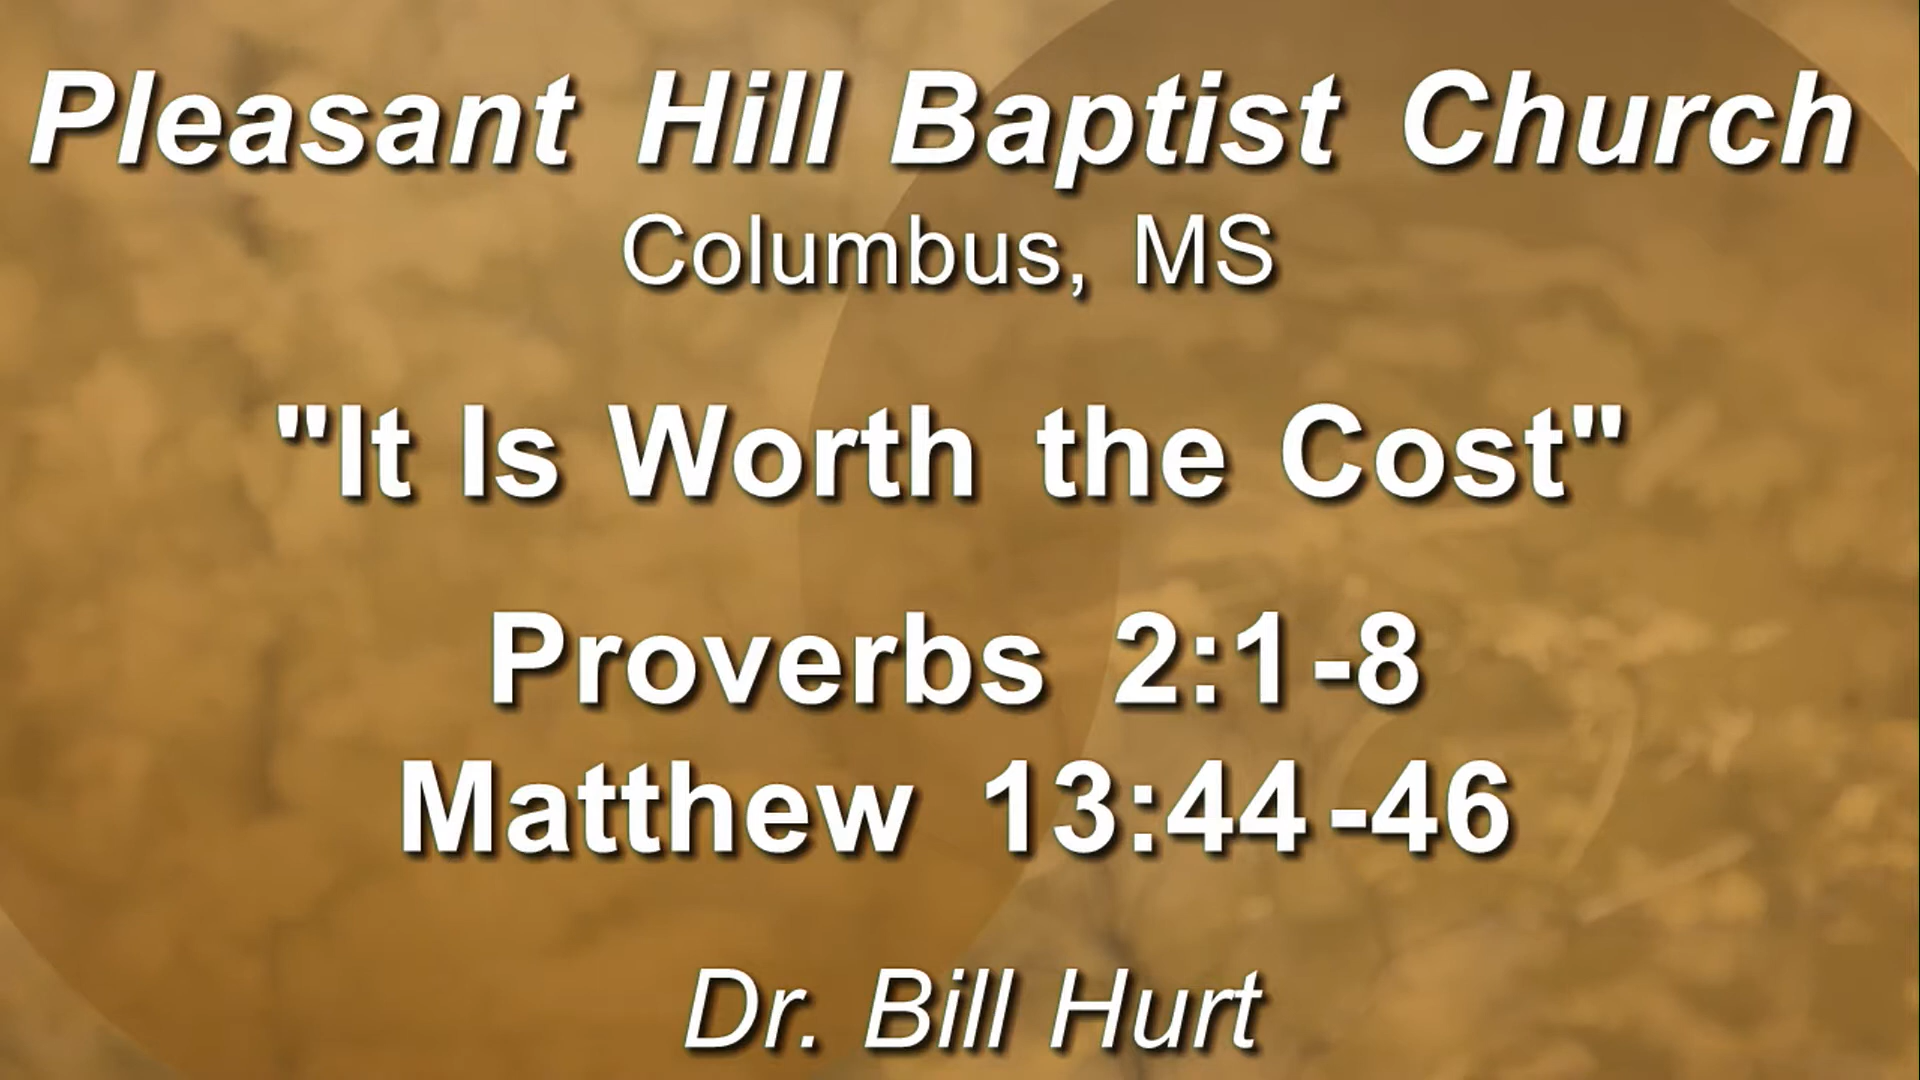 Pleasant Hill Baptist Church
Columbus, MS
"It Is Worth the Cost"
Proverbs 2:1-8
Matthew 13:44-46
Dr. Bill Hurt